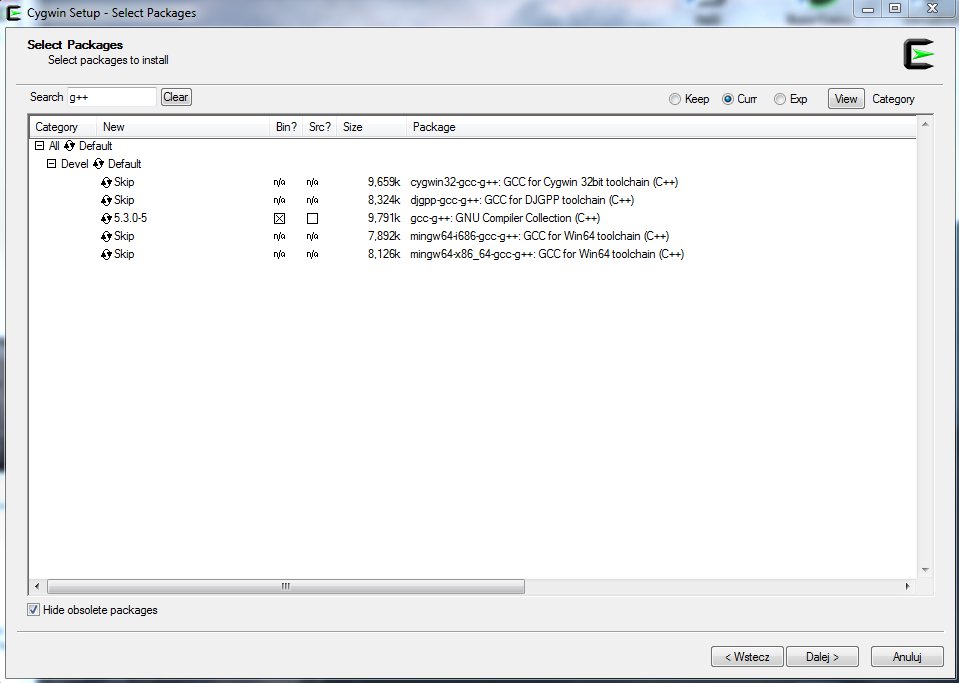 Cygwin Setup - Select Packages
Select Packages
Select packages to install
Search g++ Clear Keep Curr Exp View Category
Category New Bin? Src? Size Package
All Default
Devel Default
Skip n/a n/a 9,659k cygwin32-gcc-g++: GCC for Cygwin 32bit toolchain (C++)
Skip n/a n/a 8,324k djgpp-gcc-g++: GCC for DJGPP toolchain (C++)
5.3.0-5 9,791k gcc-g++: GNU Compiler Collection (C++)
Skip n/a n/a 7,892k mingw64-i686-gcc-g++: GCC for Win64 toolchain (C++)
Skip n/a n/a 8,126k mingw64-x86_64-gcc-g++: GCC for Win64 toolchain (C++)
Hide obsolete packages
< Wstecz Dalej > Anuluj